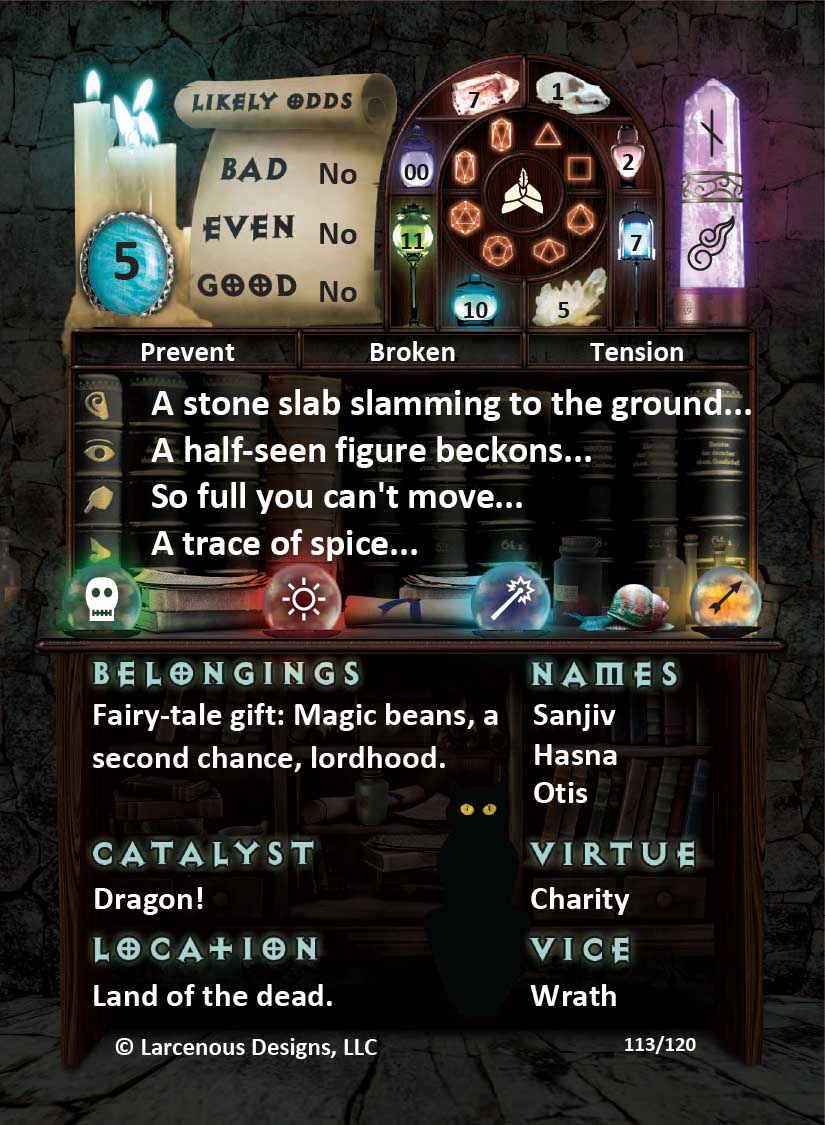 LIKELY ODDS
BAD No
EVEN No
GOOD No
5
7
1
00
2
11
7
10
5
Prevent Broken Tension
A stone slab slamming to the ground...
A half-seen figure beckons...
So full you can't move...
A trace of spice...
BELONGINGS
Fairy-tale gift: Magic beans, a
second chance, lordhood.
NAMES
Sanjiv
Hasna
Otis
CATALYST
Dragon!
VIRTUE
Charity
LOCATION
Land of the dead.
VICE
Wrath
© Larcenous Designs, LLC
113/120